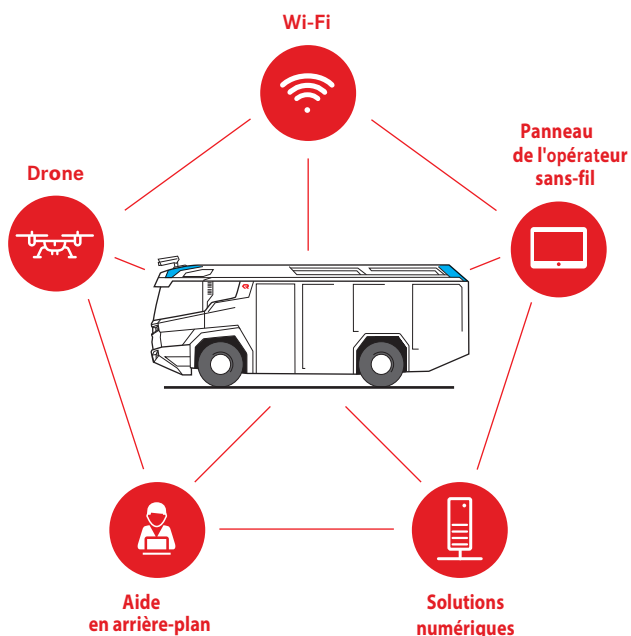 Wi-Fi
Panneau
de l'opérateur
sans-fil
Drone
Aide
en arrière-plan
Solutions
numériques